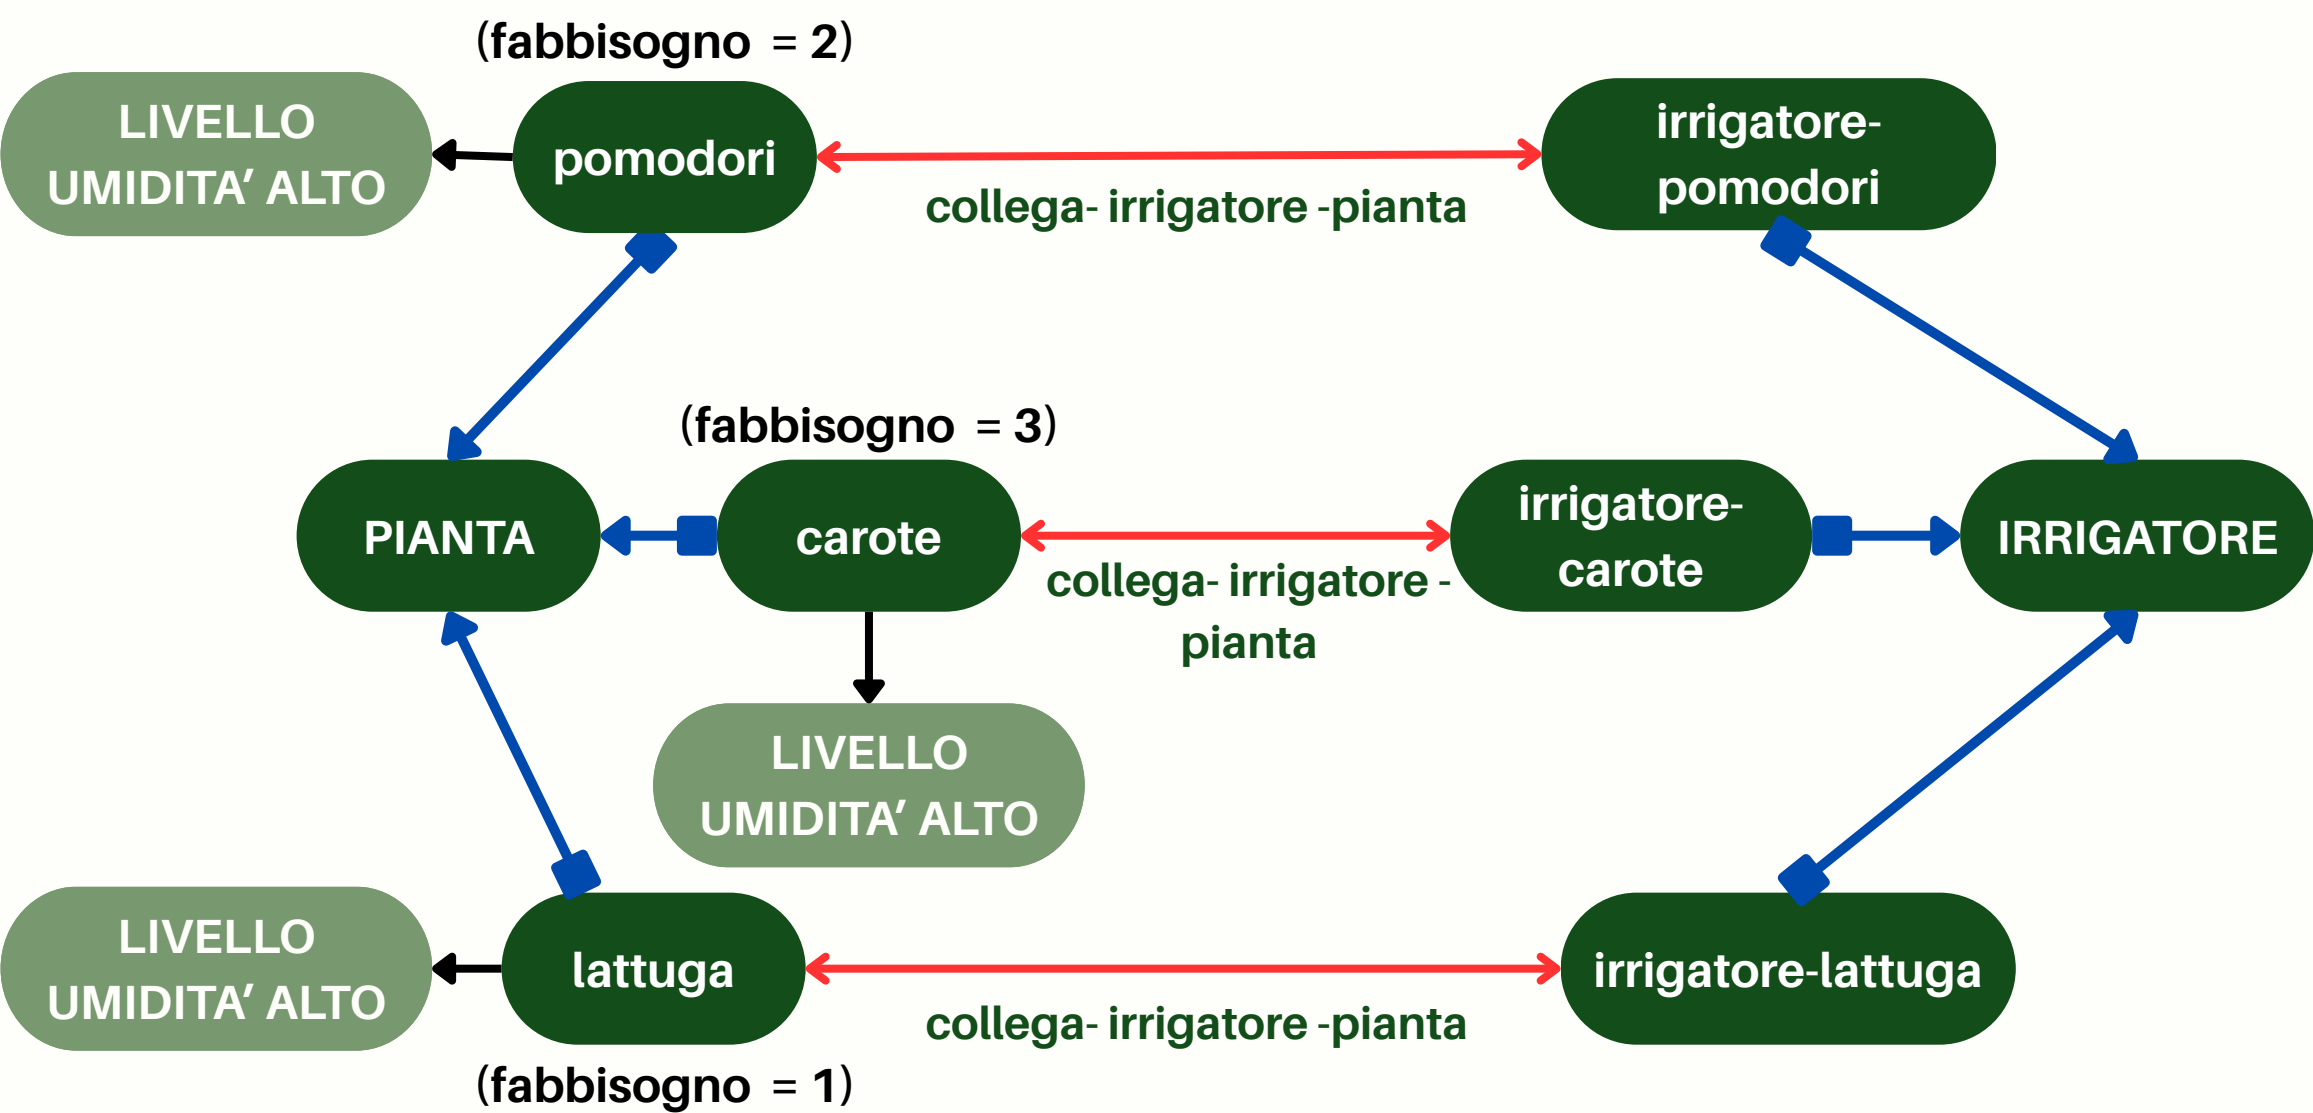 (fabbisogno = 2)
LIVELLO
UMIDITA’ ALTO
pomodori
irrigatore-
pomodori
collega- irrigatore -pianta
(fabbisogno = 3)
PIANTA
carote
irrigatore-
carote
IRRIGATORE
collega- irrigatore -
pianta
LIVELLO
UMIDITA’ ALTO
LIVELLO
UMIDITA’ ALTO
lattuga
irrigatore-lattuga
collega- irrigatore -pianta
(fabbisogno = 1)